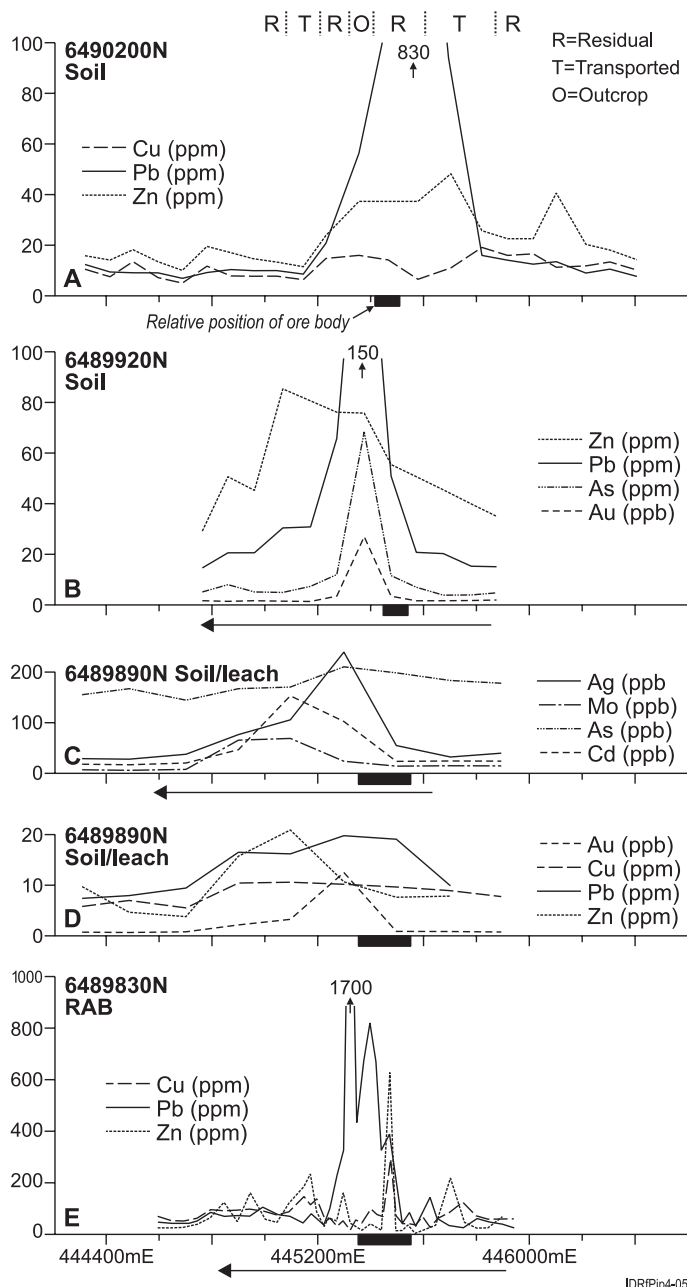 R T R O R T R
6490200N
Soil
830
R=Residual
T=Transported
O=Outcrop
Cu (ppm)
Pb (ppm)
Zn (ppm)
100
80
60
40
20
0
A
Relative position of ore body
6489920N
Soil
150
100
80
60
40
20
0
Zn (ppm)
Pb (ppm)
As (ppm)
Au (ppb)
B
6489890N Soil/leach
200
100
0
Ag (ppb
Mo (ppb)
As (ppb)
Cd (ppb)
C
6489890N
Soil/leach
20
10
0
Au (ppb)
Cu (ppm)
Pb (ppm)
Zn (ppm)
D
6489830N
RAB
1700
1000
800
600
400
200
0
Cu (ppm)
Pb (ppm)
Zn (ppm)
E
444400mE 445200mE 446000mE
IDRfPin4-05